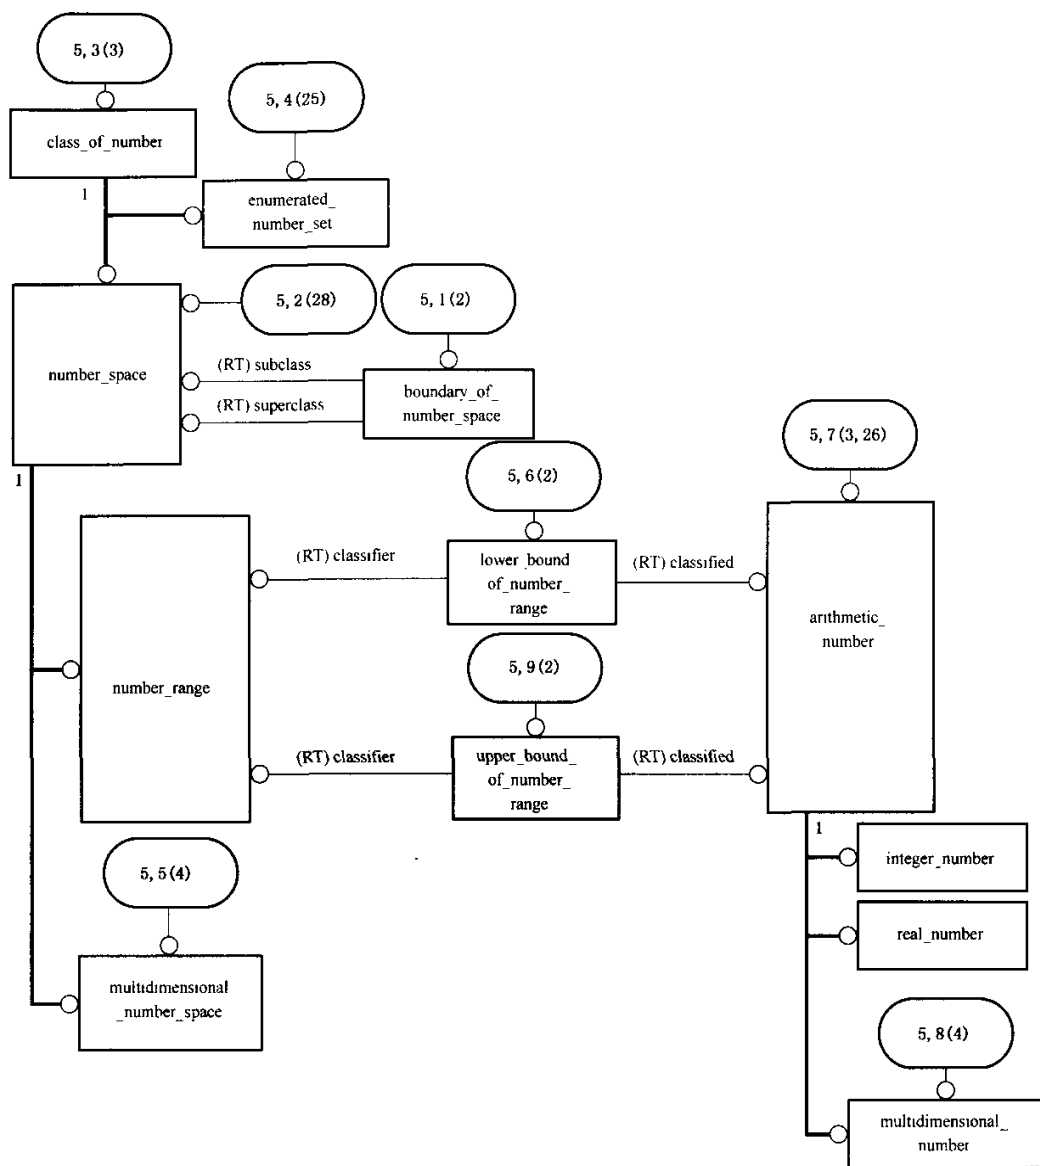 5, 3(3)
class_of_number
1
5, 4(25)
enumerated_
number_set
number_space
5, 2(28)
5, 1(2)
(RT) subclass
(RT) superclass
boundary_of_
number_space
1
5, 6(2)
5, 7(3, 26)
number_range
(RT) classifier
lower_bound
of_number_
range
(RT) classified
arithmetic_
number
5, 9(2)
(RT) classifier
upper_bound_
of_number_
range
(RT) classified
1
integer_number
real_number
5, 5(4)
multidimensional
_number_space
5, 8(4)
multidimensional_
number